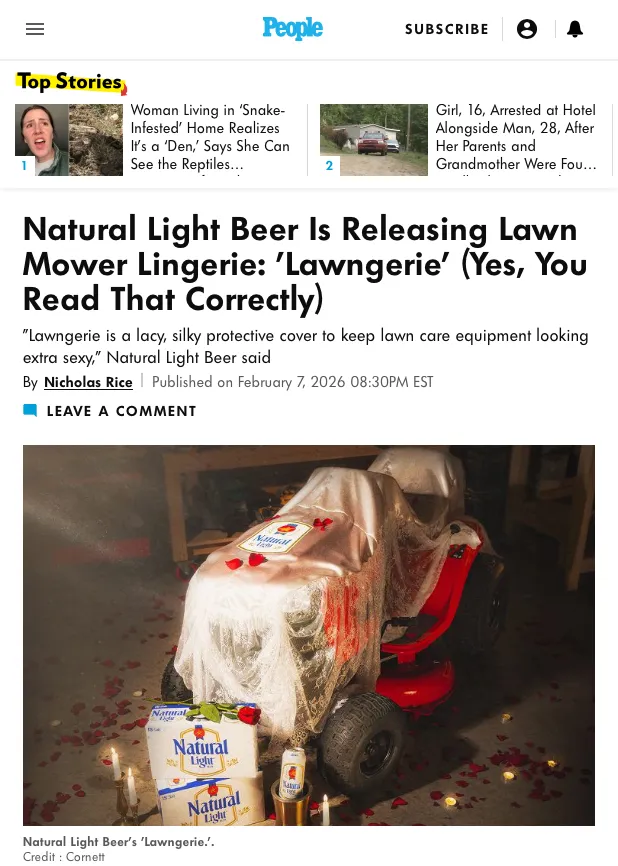 People
SUBSCRIBE
Top Stories
1
Woman Living in ‘Snake-
Infested’ Home Realizes
It’s a ‘Den,’ Says She Can
See the Reptiles…
2
Girl, 16, Arrested at Hotel
Alongside Man, 28, After
Her Parents and
Grandmother Were Fou…
Natural Light Beer Is Releasing Lawn
Mower Lingerie: ’Lawngerie’ (Yes, You
Read That Correctly)
”Lawngerie is a lacy, silky protective cover to keep lawn care equipment looking
extra sexy,” Natural Light Beer said
By Nicholas Rice
Published on February 7, 2026 08:30PM EST
LEAVE A COMMENT
Natural
Light
Natural Light
Natural
Light
Natural
Light
Natural
Natural Light Beer’s ’Lawngerie.’.
Credit : Cornett